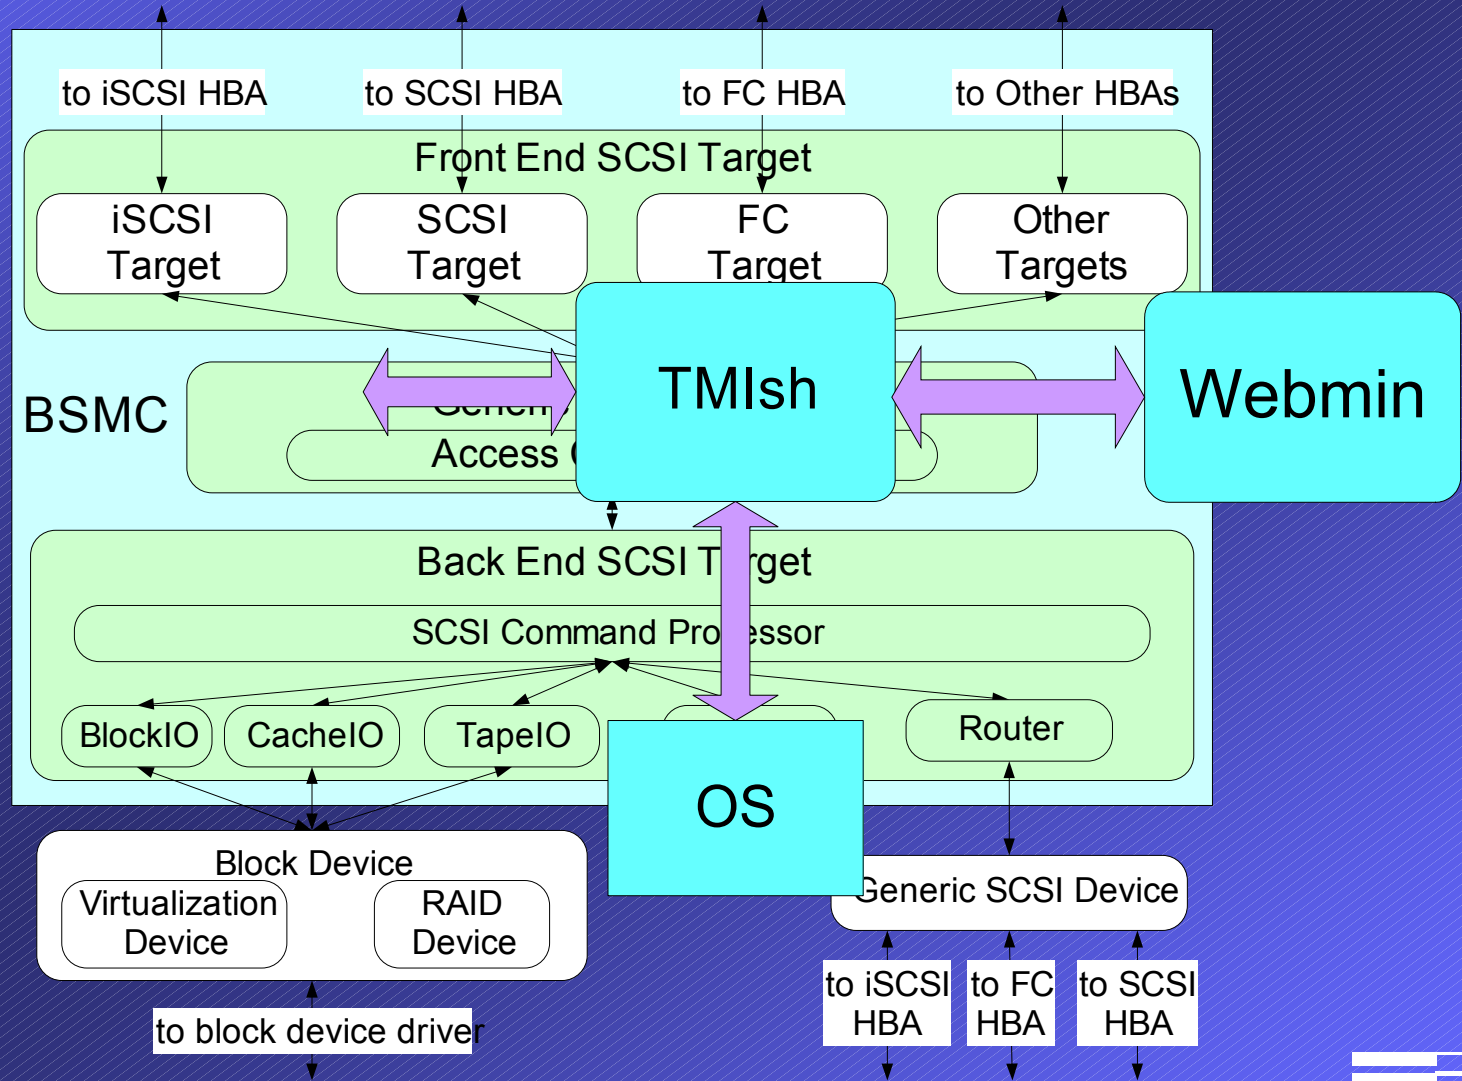 to iSCSI HBA
to SCSI HBA
to FC HBA
to Other HBAs
Front End SCSI Target
iSCSI
Target
SCSI
Target
FC
Target
Other
Targets
BSMC
Generic
Access
TMIsh
Webmin
Back End SCSI Target
SCSI Command Processor
BlockIO
CacheIO
TapeIO
Router
OS
Block Device
Virtualization
Device
RAID
Device
Generic SCSI Device
to iSCSI
HBA
to FC
HBA
to SCSI
HBA
to block device driver